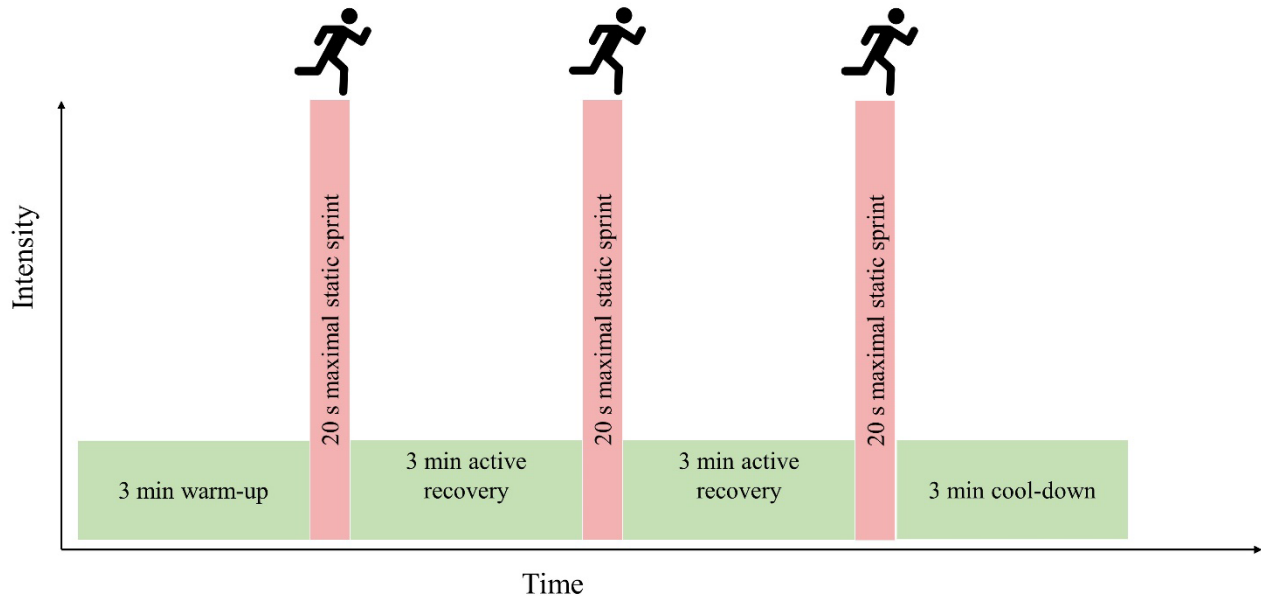 Intensity
20 s maximal static sprint
20 s maximal static sprint
20 s maximal static sprint
3 min warm-up
3 min active
recovery
3 min active
recovery
3 min cool-down
Time